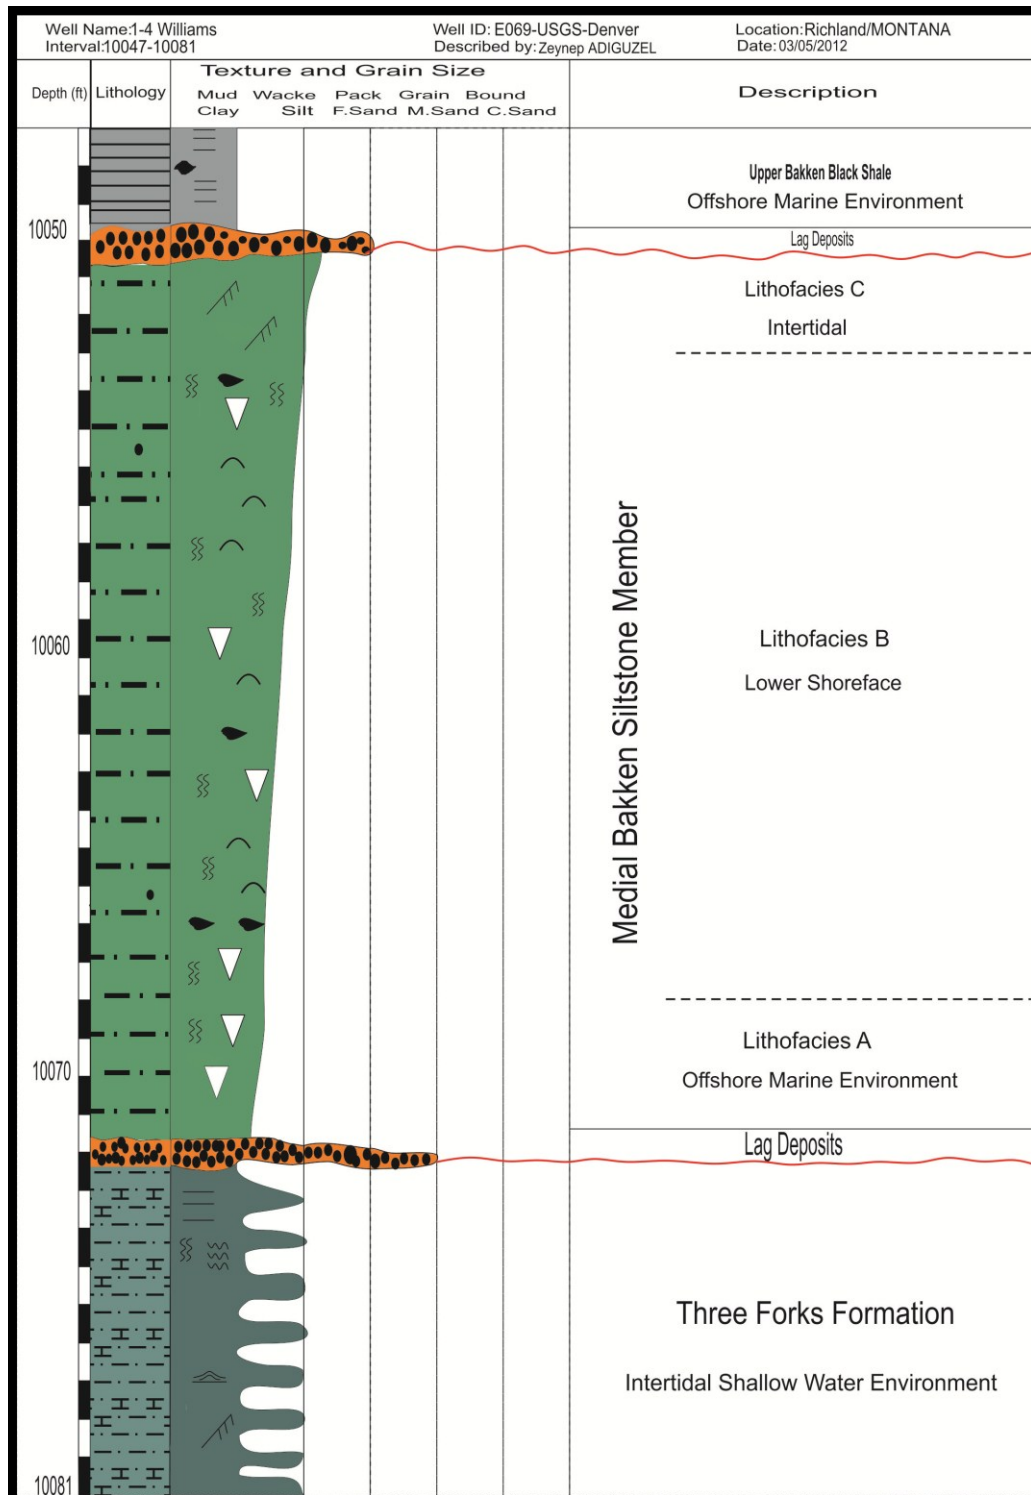 Well Name:1-4 Williams
Well ID: E069-USGS-Denver
Location:Richland/MONTANA
Interval:10047-10081
Described by: Zeynep ADIGUZEL
Date: 03/05/2012
Texture and Grain Size
Depth (ft)
Lithology
Mud Wacke Pack Grain Bound
Clay Silt F.Sand M.Sand C.Sand
Description
Upper Bakken Black Shale
Offshore Marine Environment
10050
Lag Deposits
Lithofacies C
Intertidal
Medial Bakken Siltstone Member
10060
Lithofacies B
Lower Shoreface
Lithofacies A
10070
Offshore Marine Environment
Lag Deposits
Three Forks Formation
Intertidal Shallow Water Environment
10081